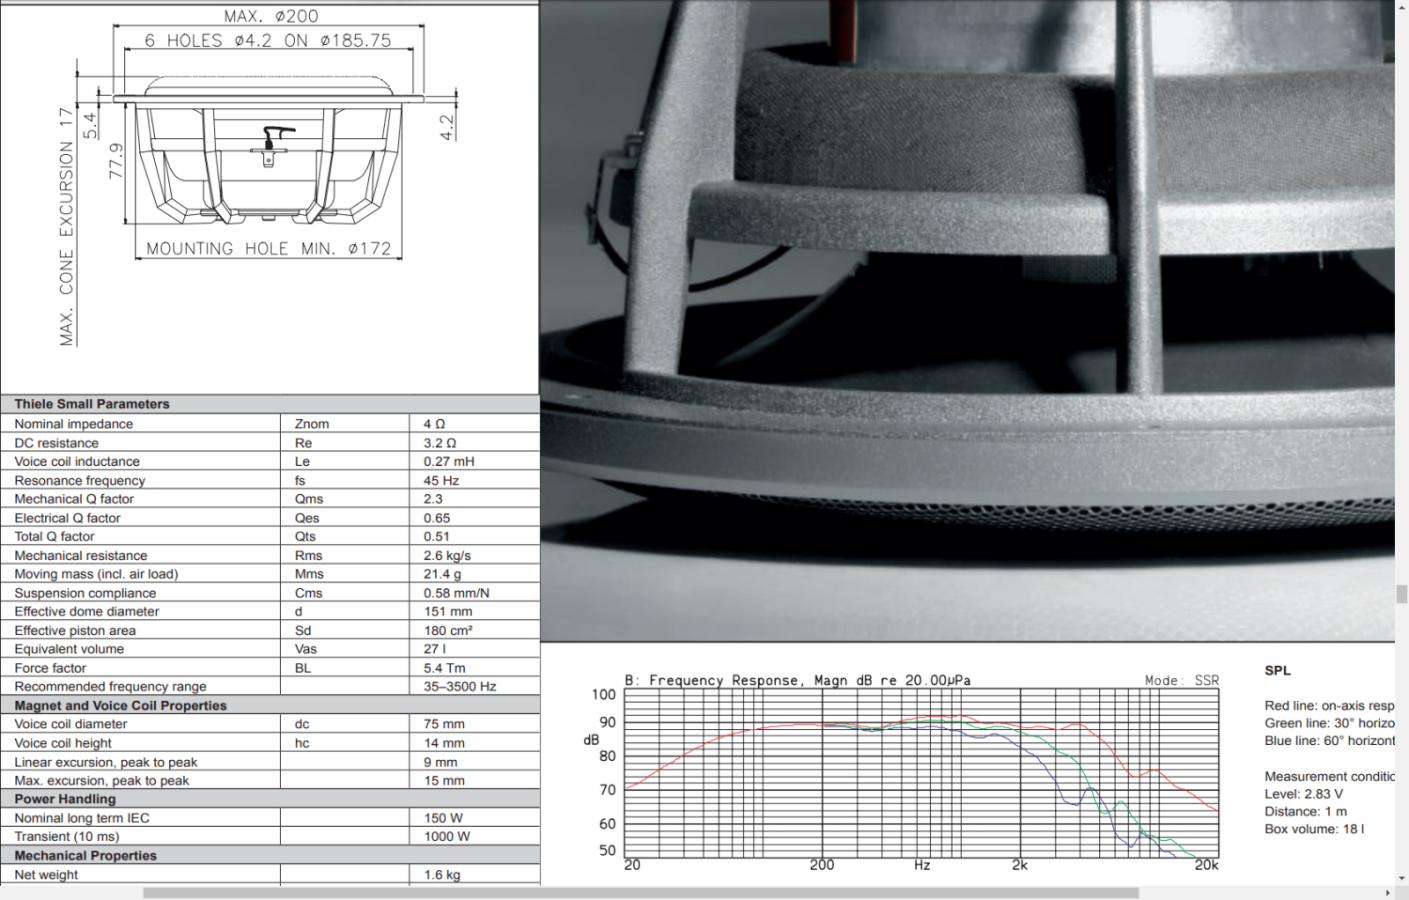 MAX. ø200
6 HOLES ø4.2 ON ø185.75
MAX. CONE EXCURSION 17
5.4
77.9
4.2
MOUNTING HOLE MIN. ø172
Thiele Small Parameters
Nominal impedance Znom 4 Ω
DC resistance Re 3.2 Ω
Voice coil inductance Le 0.27 mH
Resonance frequency fs 45 Hz
Mechanical Q factor Qms 2.3
Electrical Q factor Qes 0.65
Total Q factor Qts 0.51
Mechanical resistance Rms 2.6 kg/s
Moving mass (incl. air load) Mms 21.4 g
Suspension compliance Cms 0.58 mm/N
Effective dome diameter d 151 mm
Effective piston area Sd 180 cm²
Equivalent volume Vas 27 l
Force factor BL 5.4 Tm
Recommended frequency range 35–3500 Hz
Magnet and Voice Coil Properties
Voice coil diameter dc 75 mm
Voice coil height hc 14 mm
Linear excursion, peak to peak 9 mm
Max. excursion, peak to peak 15 mm
Power Handling
Nominal long term IEC 150 W
Transient (10 ms) 1000 W
Mechanical Properties
Net weight 1.6 kg
B: Frequency Response, Magn dB re 20.00µPa Mode: SSR
100
90
dB
80
70
60
50
20 200 Hz 2k 20k
SPL
Red line: on-axis resp
Green line: 30° horizo
Blue line: 60° horizont
Measurement conditic
Level: 2.83 V
Distance: 1 m
Box volume: 18 l